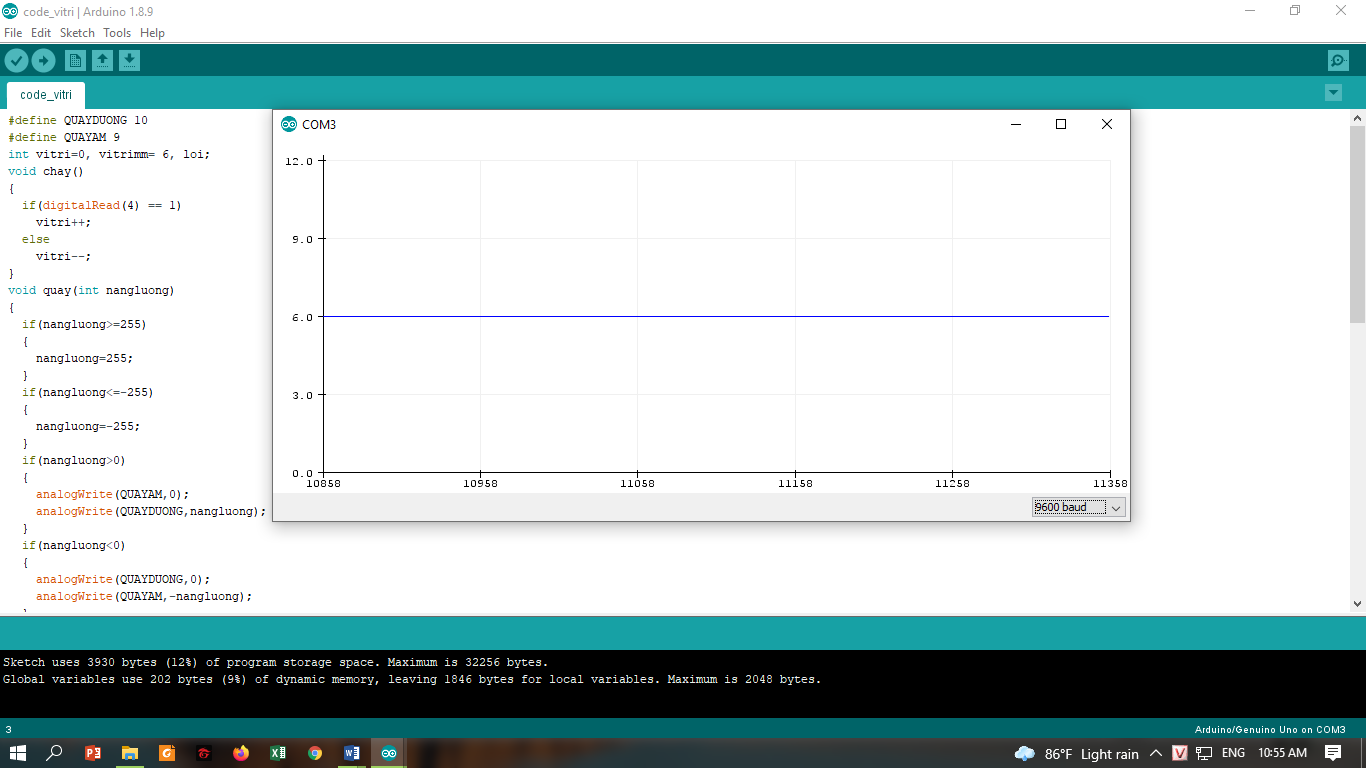 code_vitri | Arduino 1.8.9
File Edit Sketch Tools Help
code_vitri
#define QUAYDUONG 10
#define QUAYAM 9
int vitri=0, vitrimm= 6, loi;
void chay()
{
if(digitalRead(4) == 1)
vitri++;
else
vitri--;
}
void quay(int nangluong)
{
if(nangluong>=255)
{
nangluong=255;
}
if(nangluong<=-255)
{
nangluong=-255;
}
if(nangluong>0)
{
analogWrite(QUAYAM,0);
analogWrite(QUAYDUONG,nangluong);
}
if(nangluong<0)
{
analogWrite(QUAYDUONG,0);
analogWrite(QUAYAM,-nangluong);
COM3
12.0
9.0
6.0
3.0
0.0
10858 10958 11058 11158 11258 11358
9600 baud
Sketch uses 3930 bytes (12%) of program storage space. Maximum is 32256 bytes.
Global variables use 202 bytes (9%) of dynamic memory, leaving 1846 bytes for local variables. Maximum is 2048 bytes.
3 Arduino/Genuino Uno on COM3
86°F Light rain ENG 10:55 AM